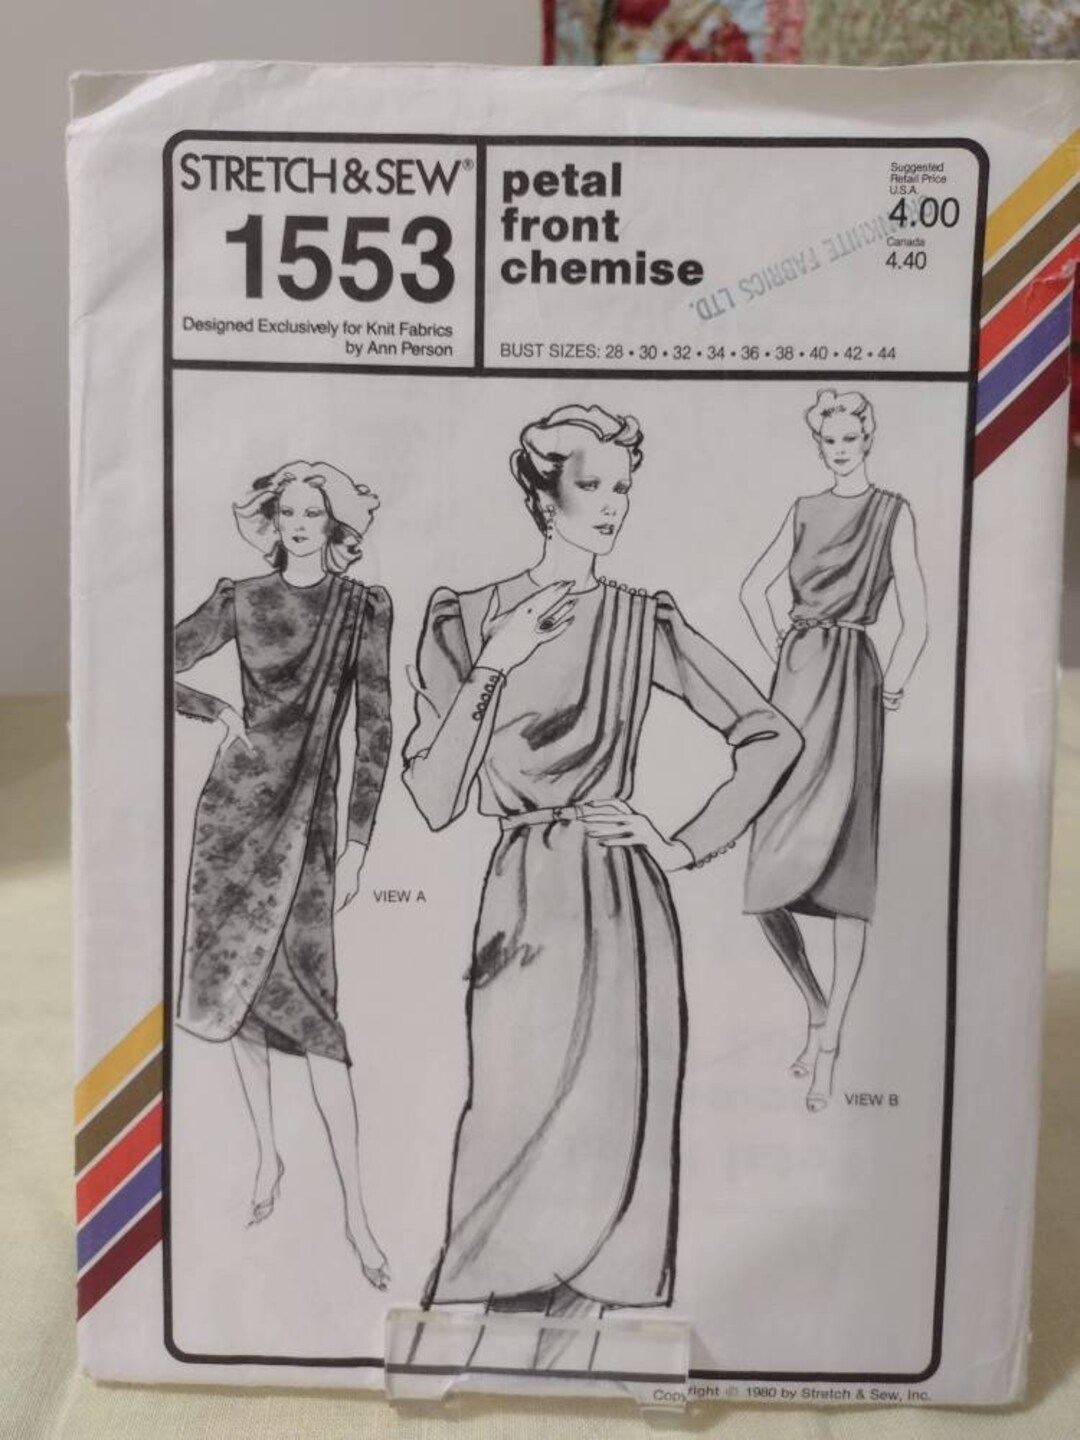 STRETCH & SEW®
1553
Designed Exclusively for Knit Fabrics
by Ann Person
petal
front
chemise
Suggested
Retail Price
U.S.A.
4.00
Canada
4.40
FABRICS LTD.
BUST SIZES: 28 • 30 • 32 • 34 • 36 • 38 • 40 • 42 • 44
VIEW A
VIEW B
Copyright © 1980 by Stretch & Sew, Inc.